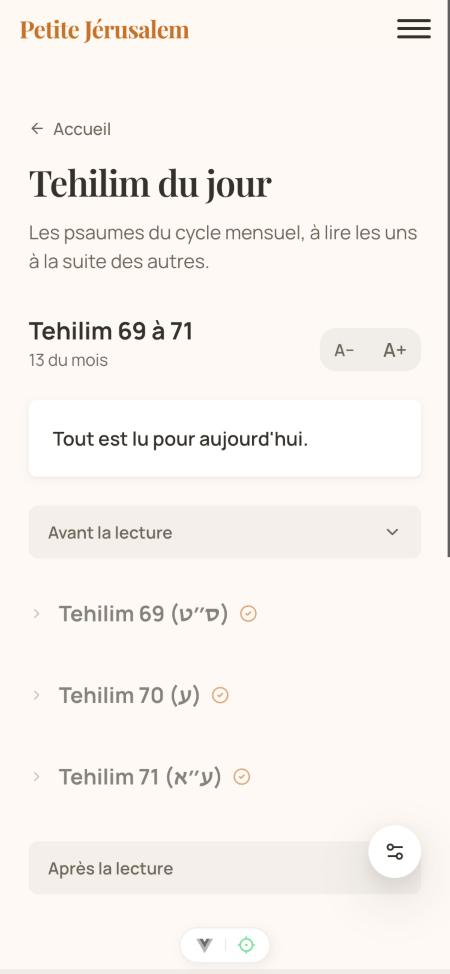 Petite Jérusalem
← Accueil
Tehilim du jour
Les psaumes du cycle mensuel, à lire les uns
à la suite des autres.
Tehilim 69 à 71
13 du mois
A−
A+
Tout est lu pour aujourd'hui.
Avant la lecture
Tehilim 69 (ס״ט)
Tehilim 70 (ע)
Tehilim 71 (ע״א)
Après la lecture